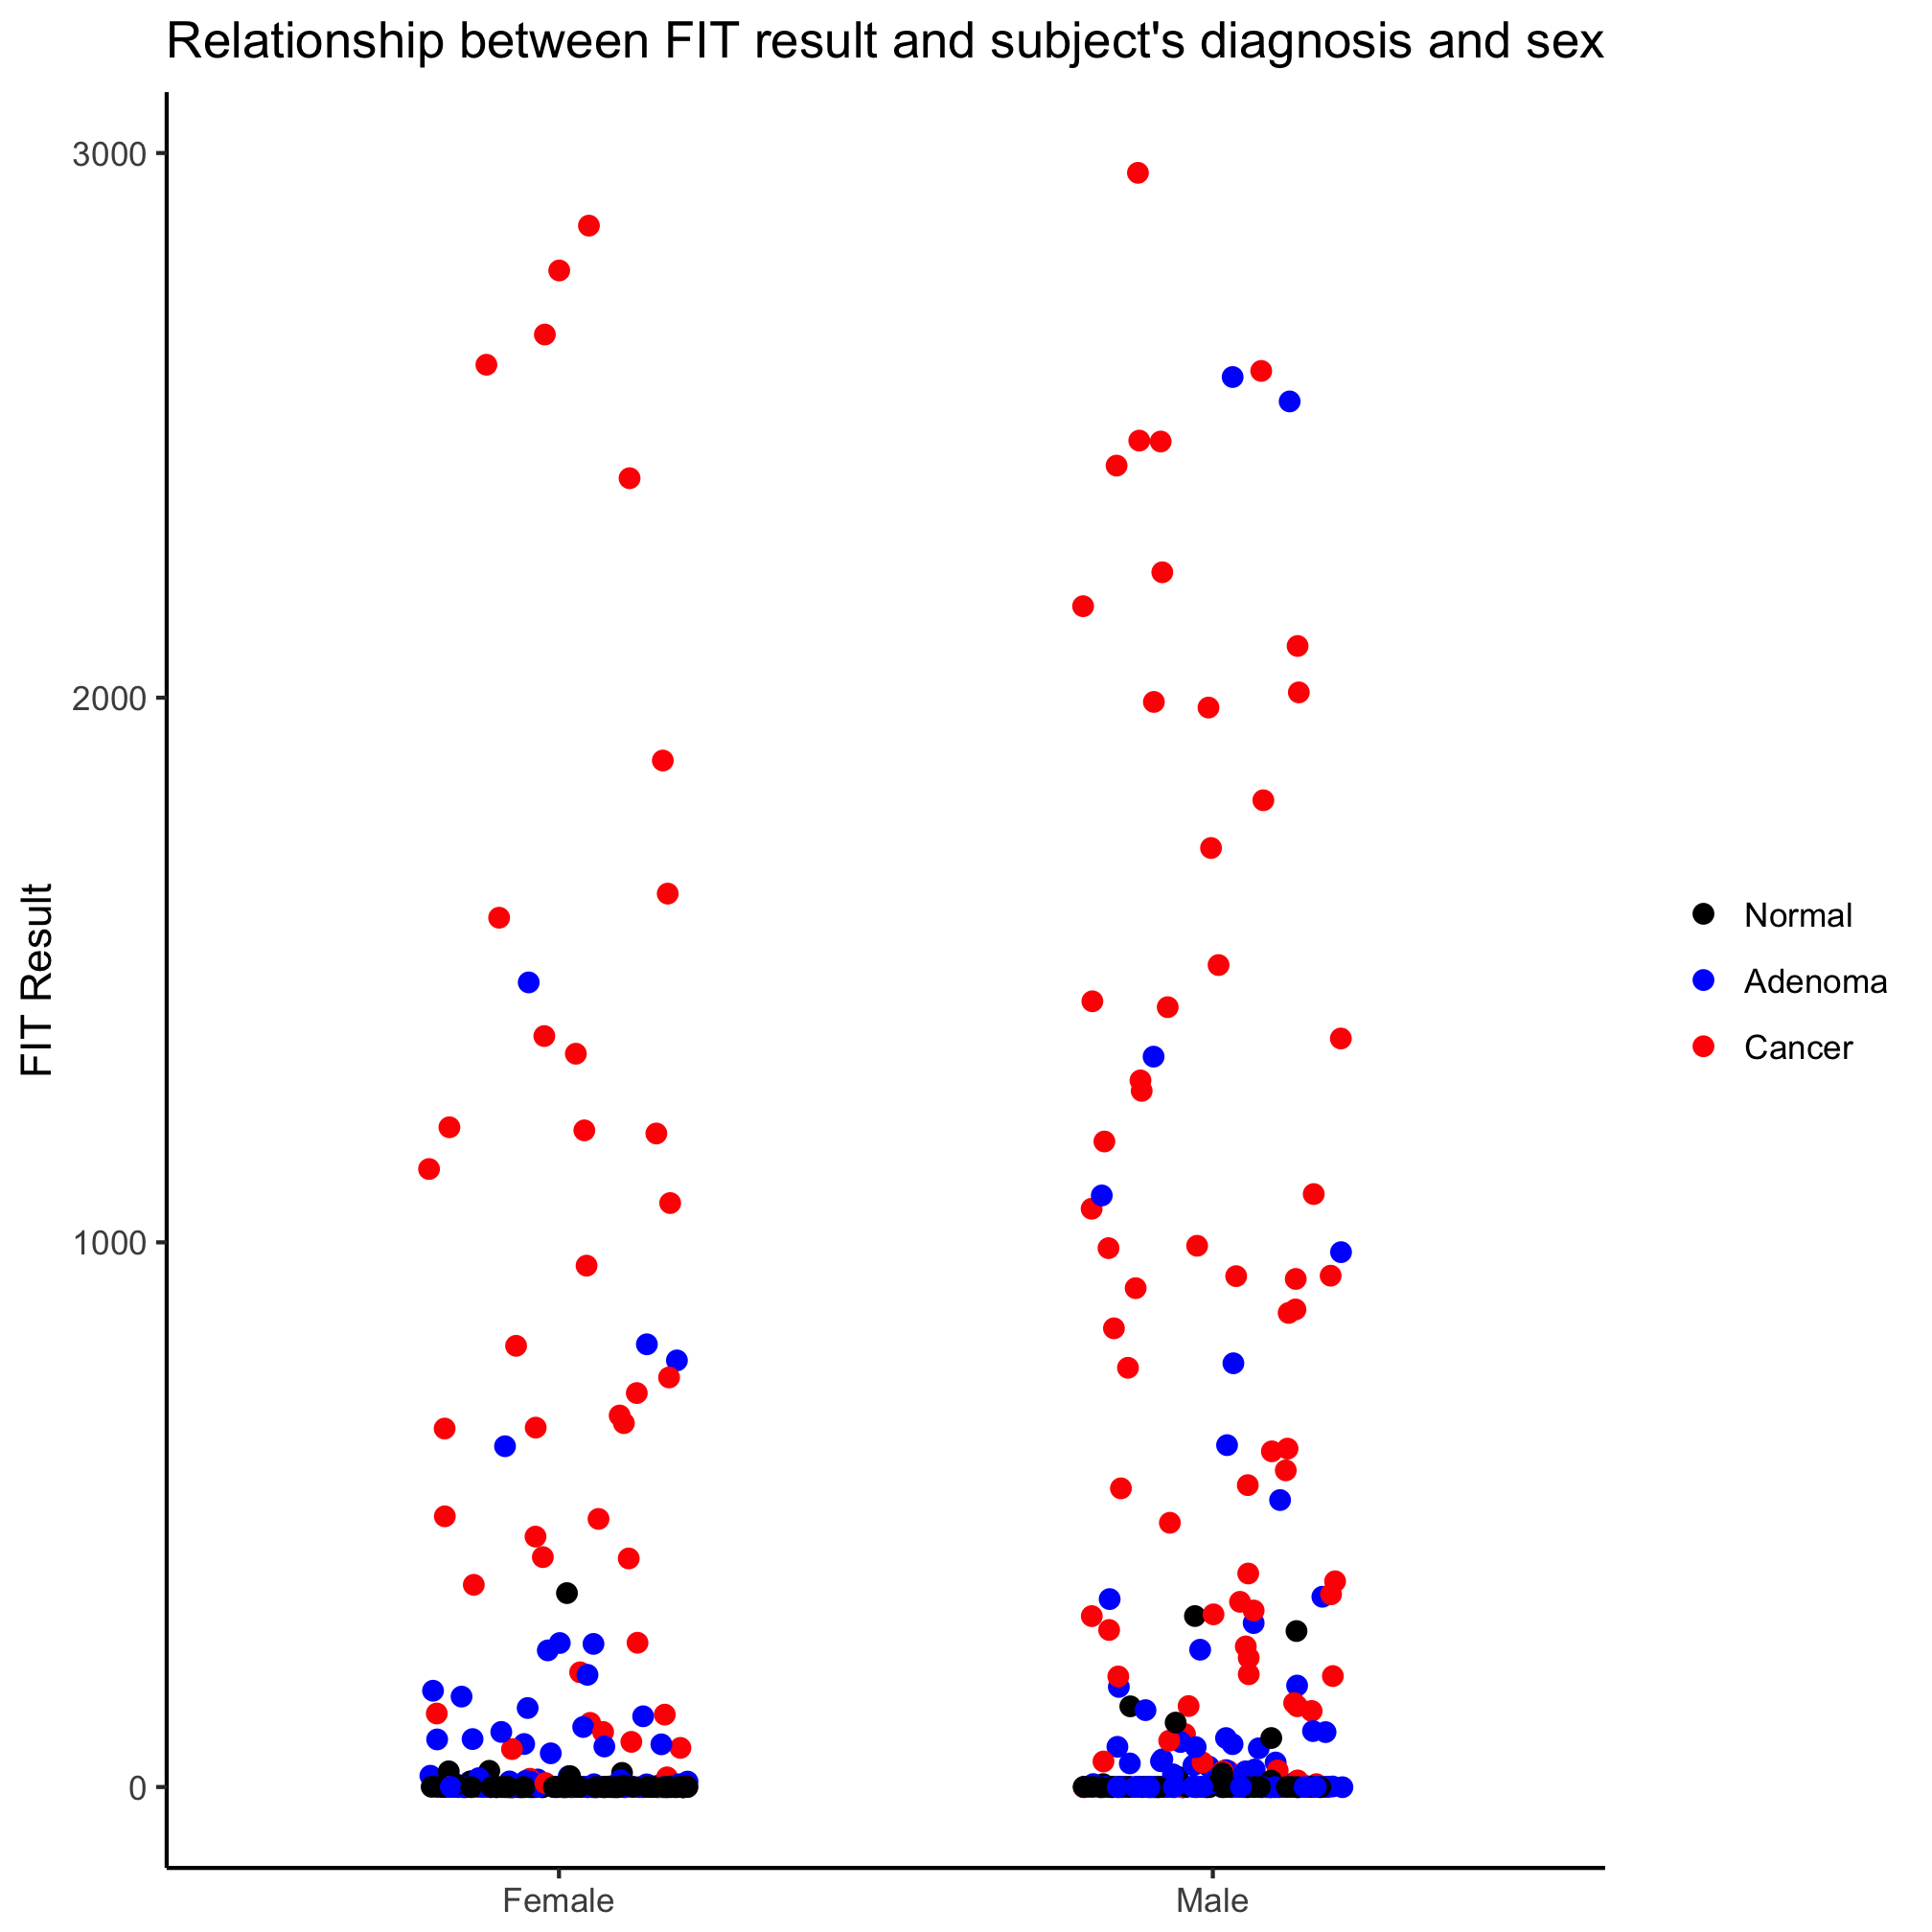 Relationship between FIT result and subject's diagnosis and sex
3000
2000
1000
0
FIT Result
Female
Male
Normal
Adenoma
Cancer